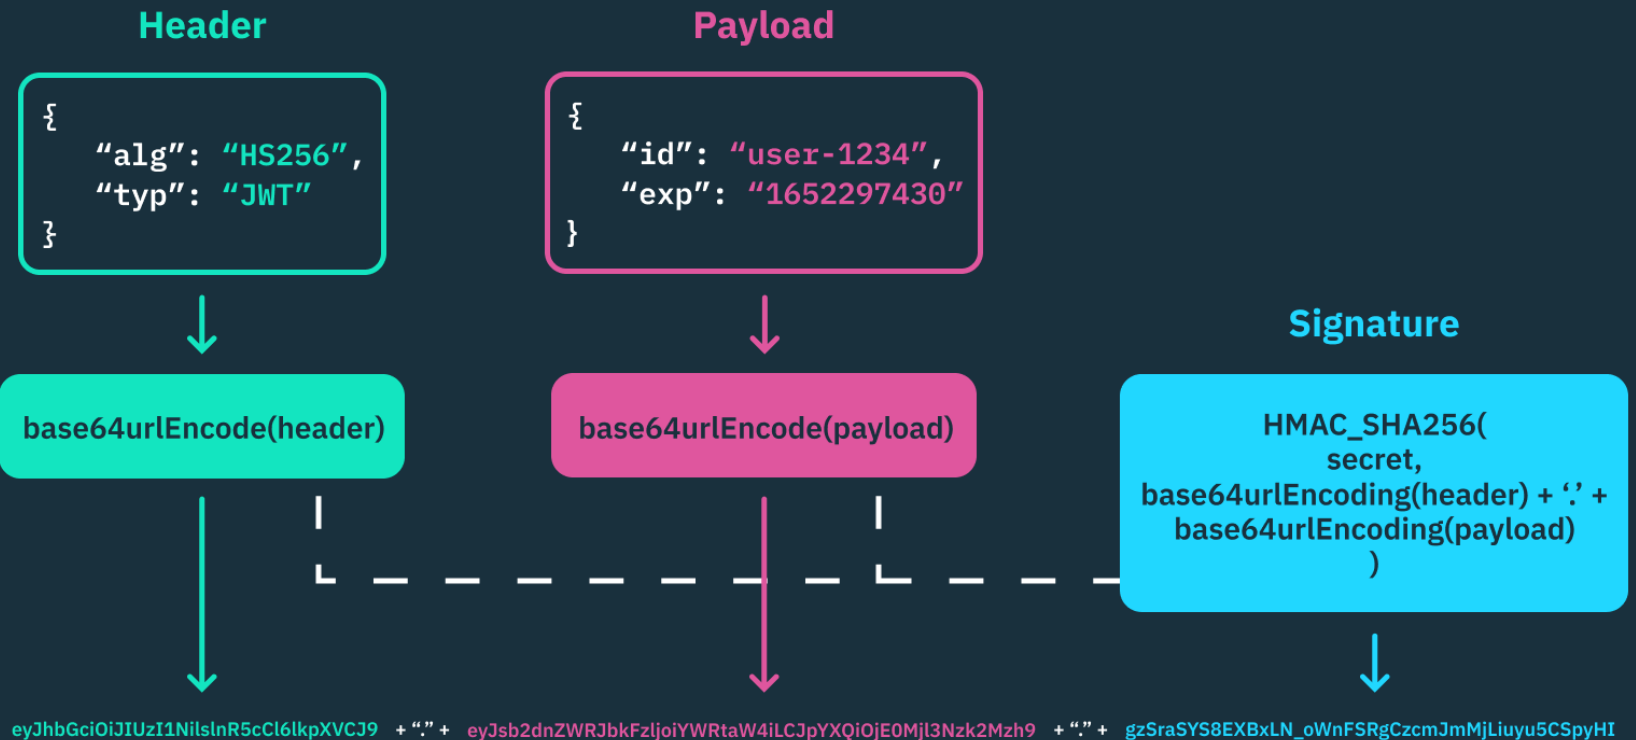 Header
Payload
{
“alg”: “HS256”,
“typ”: “JWT”
}
{
“id”: “user-1234”,
“exp”: “1652297430”
}
Signature
base64urlEncode(header)
base64urlEncode(payload)
HMAC_SHA256(
secret,
base64urlEncoding(header) + ‘.’ +
base64urlEncoding(payload)
)
eyJhbGciOiJIUzI1NiIsInR5cCI6IkpXVCJ9 + “.” + eyJsb2dnZWRJbkFzIjoiYWRtaW4iLCJpYXQiOjE0MjI3Nzk2Mzh9 + “.” + gzSraSYS8EXBxLN_oWnFSRgCzcmJmMjLiuyu5CSpyHI